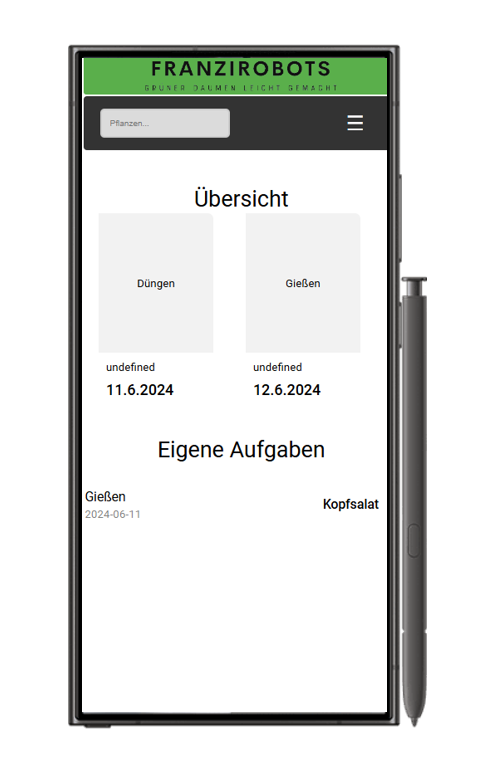 FRANZIROBOTS
GRÜNER DAUMEN LEICHT GEMACHT
Pflanzen...
Übersicht
Düngen
Gießen
undefined
undefined
11.6.2024
12.6.2024
Eigene Aufgaben
Gießen
Kopfsalat
2024-06-11